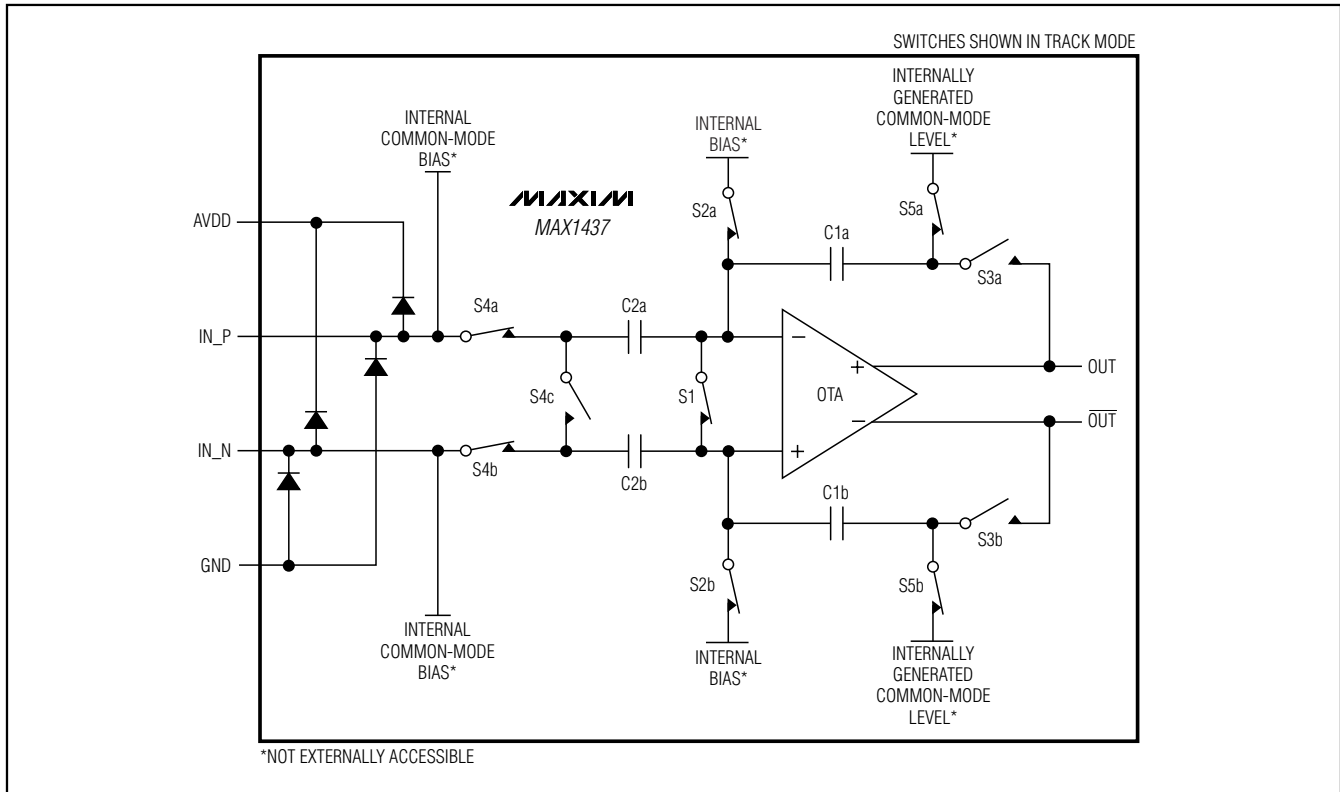 SWITCHES SHOWN IN TRACK MODE
INTERNAL
COMMON-MODE
BIAS*
INTERNAL
BIAS*
INTERNALLY
GENERATED
COMMON-MODE
LEVEL*
MAXIM
MAX1437
AVDD
S2a
S5a
C1a
S3a
IN_P
S4a
C2a
−
+
OUT
S4c
S1
OTA
IN_N
S4b
C2b
+
−
OUT
C1b
S3b
GND
S2b
S5b
INTERNAL
COMMON-MODE
BIAS*
INTERNAL
BIAS*
INTERNALLY
GENERATED
COMMON-MODE
LEVEL*
*NOT EXTERNALLY ACCESSIBLE